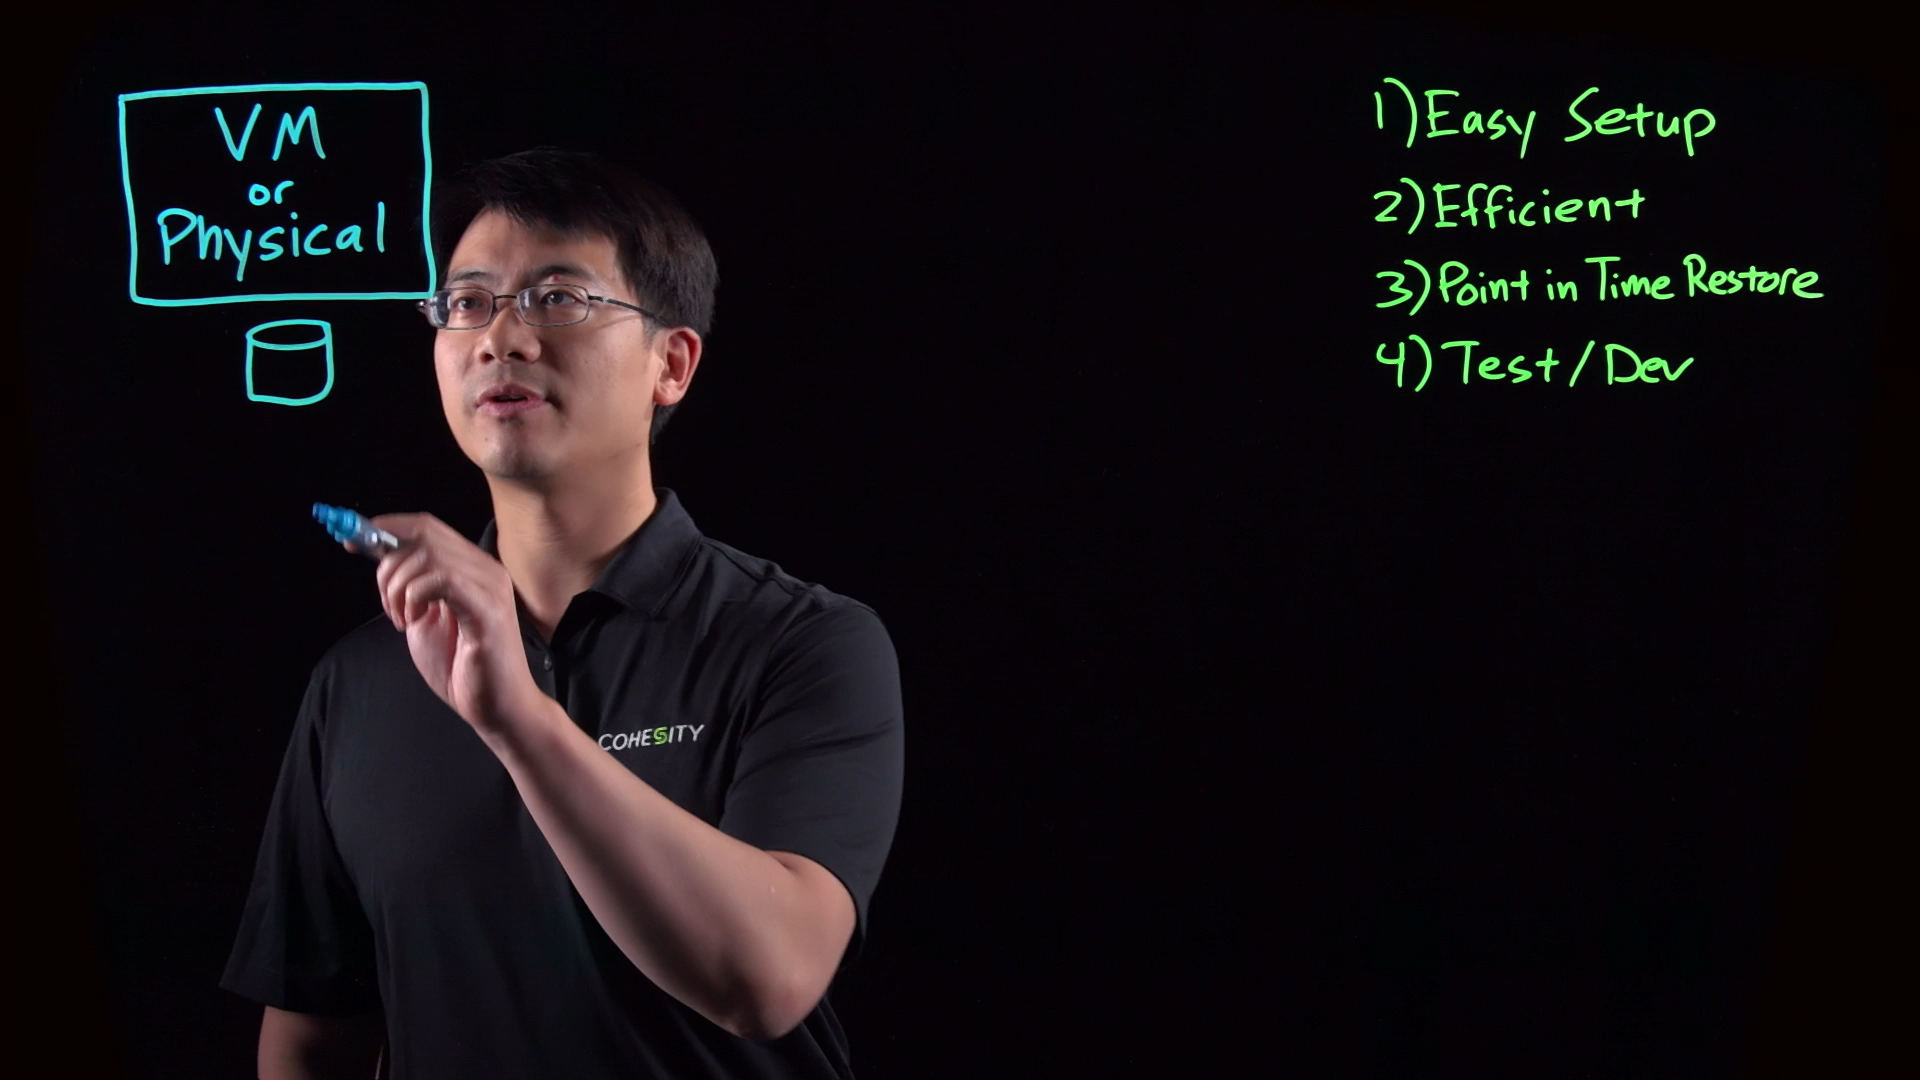 VM
or
Physical
1) Easy Setup
2) Efficient
3) Point in Time Restore
4) Test/Dev
COHESITY